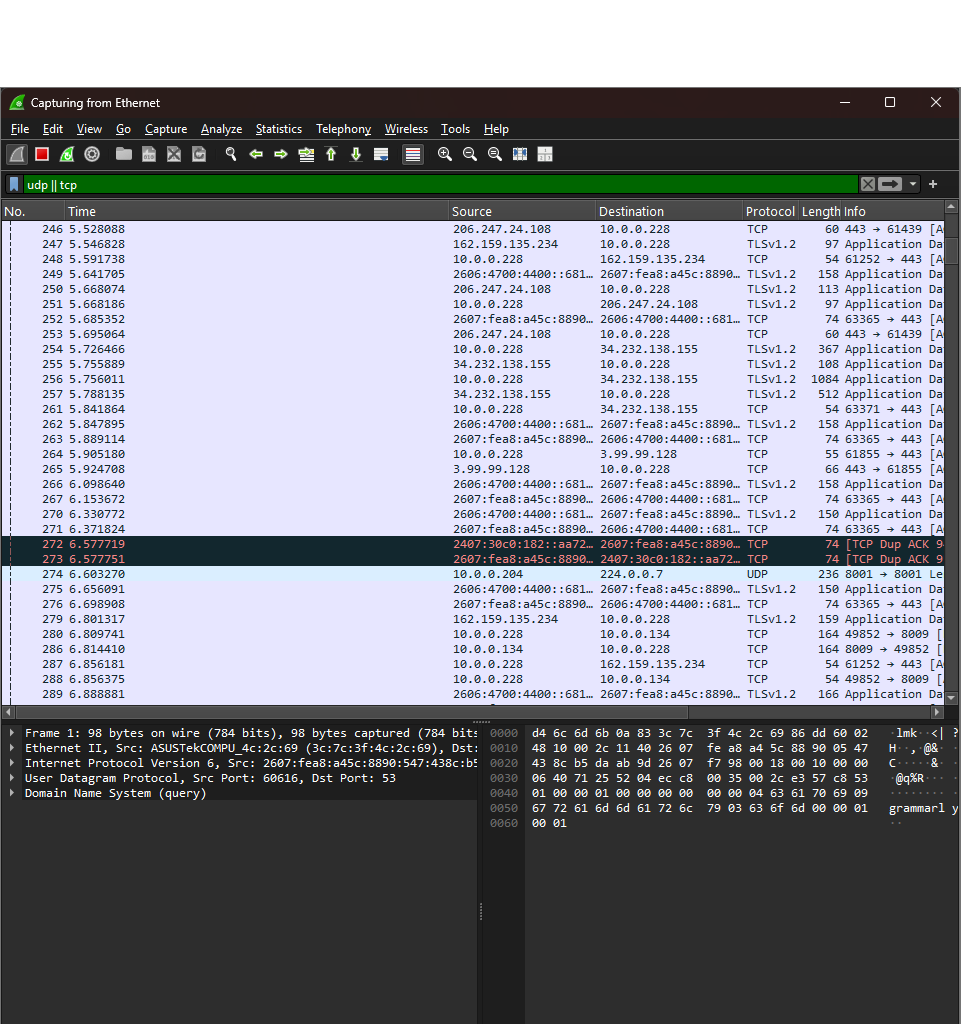 Capturing from Ethernet
File Edit View Go Capture Analyze Statistics Telephony Wireless Tools Help
udp || tcp
No. Time Source Destination Protocol Length Info
246 5.528088 206.247.24.108 10.0.0.228 TCP 60 443 → 61439 [A
247 5.546828 162.159.135.234 10.0.0.228 TLSv1.2 97 Application Da
248 5.591738 10.0.0.228 162.159.135.234 TCP 54 61252 → 443 [A
249 5.641705 2606:4700:4400::681… 2607:fea8:a45c:8890… TLSv1.2 158 Application Da
250 5.668074 206.247.24.108 10.0.0.228 TLSv1.2 113 Application Da
251 5.668186 10.0.0.228 206.247.24.108 TLSv1.2 97 Application Da
252 5.685352 2607:fea8:a45c:8890… 2606:4700:4400::681… TCP 74 63365 → 443 [A
253 5.695064 206.247.24.108 10.0.0.228 TCP 60 443 → 61439 [A
254 5.726466 10.0.0.228 34.232.138.155 TLSv1.2 367 Application Da
255 5.755889 34.232.138.155 10.0.0.228 TLSv1.2 108 Application Da
256 5.756011 10.0.0.228 34.232.138.155 TLSv1.2 1084 Application Da
257 5.788135 34.232.138.155 10.0.0.228 TLSv1.2 512 Application Da
261 5.841864 10.0.0.228 34.232.138.155 TCP 54 63371 → 443 [A
262 5.847895 2606:4700:4400::681… 2607:fea8:a45c:8890… TLSv1.2 158 Application Da
263 5.889114 2607:fea8:a45c:8890… 2606:4700:4400::681… TCP 74 63365 → 443 [A
264 5.905180 10.0.0.228 3.99.99.128 TCP 55 61855 → 443 [A
265 5.924708 3.99.99.128 10.0.0.228 TCP 66 443 → 61855 [A
266 6.098640 2606:4700:4400::681… 2607:fea8:a45c:8890… TLSv1.2 158 Application Da
267 6.153672 2607:fea8:a45c:8890… 2606:4700:4400::681… TCP 74 63365 → 443 [A
270 6.330772 2606:4700:4400::681… 2607:fea8:a45c:8890… TLSv1.2 150 Application Da
271 6.371824 2607:fea8:a45c:8890… 2606:4700:4400::681… TCP 74 63365 → 443 [A
272 6.577719 2407:30c0:182::aa72… 2607:fea8:a45c:8890… TCP 74 [TCP Dup ACK 9
273 6.577751 2607:fea8:a45c:8890… 2407:30c0:182::aa72… TCP 74 [TCP Dup ACK 9
274 6.603270 10.0.0.204 224.0.0.7 UDP 236 8001 → 8001 Le
275 6.656091 2606:4700:4400::681… 2607:fea8:a45c:8890… TLSv1.2 150 Application Da
276 6.698908 2607:fea8:a45c:8890… 2606:4700:4400::681… TCP 74 63365 → 443 [A
279 6.801317 162.159.135.234 10.0.0.228 TLSv1.2 159 Application Da
280 6.809741 10.0.0.228 10.0.0.134 TCP 164 49852 → 8009 [
286 6.814410 10.0.0.134 10.0.0.228 TCP 164 8009 → 49852 [
287 6.856181 10.0.0.228 162.159.135.234 TCP 54 61252 → 443 [A
288 6.856375 10.0.0.228 10.0.0.134 TCP 54 49852 → 8009 [
289 6.888881 2606:4700:4400::681… 2607:fea8:a45c:8890… TLSv1.2 166 Application Da
Frame 1: 98 bytes on wire (784 bits), 98 bytes captured (784 bits
Ethernet II, Src: ASUSTekCOMPU_4c:2c:69 (3c:7c:3f:4c:2c:69), Dst:
Internet Protocol Version 6, Src: 2607:fea8:a45c:8890:547:438c:b5
User Datagram Protocol, Src Port: 60616, Dst Port: 53
Domain Name System (query)
0000 d4 6c 6d 6b 0a 83 3c 7c 3f 4c 2c 69 86 dd 60 02 ·lmk··<| ?
0010 48 10 00 2c 11 40 26 07 fe a8 a4 5c 88 90 05 47 H··,·@&·
0020 43 8c b5 da ab 9d 26 07 f7 98 00 18 00 10 00 00 C·····&·
0030 06 40 71 25 52 04 ec c8 00 35 00 2c e3 57 c8 53 ·@q%R···
0040 01 00 00 01 00 00 00 00 00 00 04 63 61 70 69 09 ········
0050 67 72 61 6d 6d 61 72 6c 79 03 63 6f 6d 00 00 01 grammarl y
0060 00 01 ··